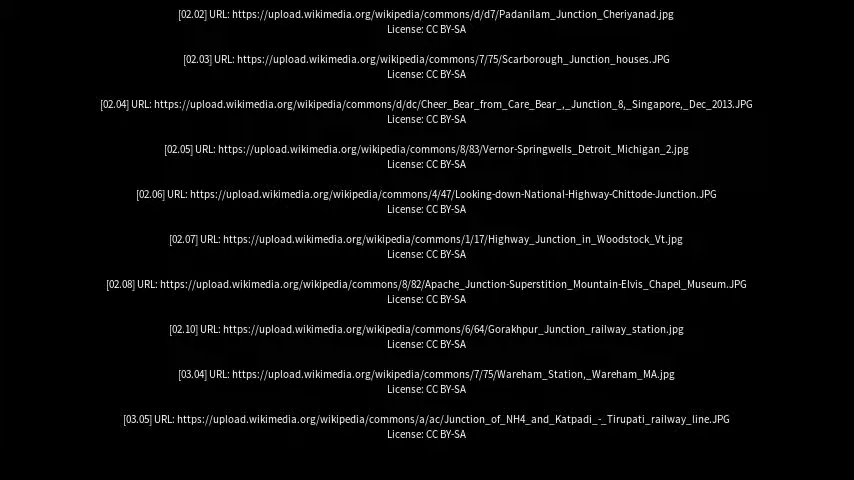 [02.02] URL: https://upload.wikimedia.org/wikipedia/commons/d/d7/Padanilam_Junction_Cheriyanad.jpg
License: CC BY-SA
[02.03] URL: https://upload.wikimedia.org/wikipedia/commons/7/75/Scarborough_Junction_houses.JPG
License: CC BY-SA
[02.04] URL: https://upload.wikimedia.org/wikipedia/commons/d/dc/Cheer_Bear_from_Care_Bear_,_Junction_8,_Singapore,_Dec_2013.JPG
License: CC BY-SA
[02.05] URL: https://upload.wikimedia.org/wikipedia/commons/8/83/Vernor-Springwells_Detroit_Michigan_2.jpg
License: CC BY-SA
[02.06] URL: https://upload.wikimedia.org/wikipedia/commons/4/47/Looking-down-National-Highway-Chittode-Junction.JPG
License: CC BY-SA
[02.07] URL: https://upload.wikimedia.org/wikipedia/commons/1/17/Highway_Junction_in_Woodstock_Vt.jpg
License: CC BY-SA
[02.08] URL: https://upload.wikimedia.org/wikipedia/commons/8/82/Apache_Junction-Superstition_Mountain-Elvis_Chapel_Museum.JPG
License: CC BY-SA
[02.10] URL: https://upload.wikimedia.org/wikipedia/commons/6/64/Gorakhpur_Junction_railway_station.jpg
License: CC BY-SA
[03.04] URL: https://upload.wikimedia.org/wikipedia/commons/7/75/Wareham_Station,_Wareham_MA.jpg
License: CC BY-SA
[03.05] URL: https://upload.wikimedia.org/wikipedia/commons/a/ac/Junction_of_NH4_and_Katpadi_-_Tirupati_railway_line.JPG
License: CC BY-SA